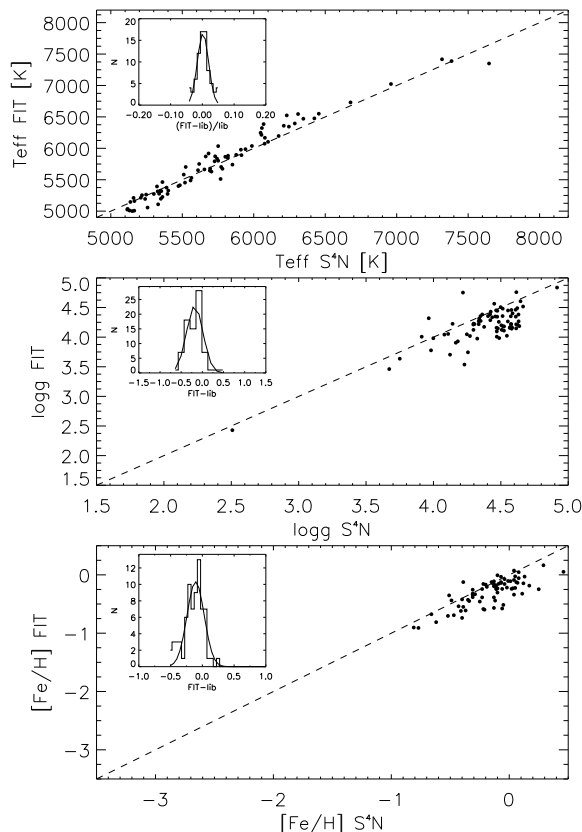 8000
7500
7000
6500
6000
5500
5000
Teff FIT [K]
20
15
10
5
0
N
-0.20 -0.10 0.00 0.10 0.20
(FIT-lib)/lib
5000 5500 6000 6500 7000 7500 8000
Teff S⁴N [K]
5.0
4.5
4.0
3.5
3.0
2.5
2.0
1.5
logg FIT
25
20
15
10
5
0
N
-1.5 -1.0 -0.5 0.0 0.5 1.0 1.5
FIT-lib
1.5 2.0 2.5 3.0 3.5 4.0 4.5 5.0
logg S⁴N
0
-1
-2
-3
[Fe/H] FIT
12
10
8
6
4
2
0
N
-1.0 -0.5 0.0 0.5 1.0
FIT-lib
-3 -2 -1 0
[Fe/H] S⁴N